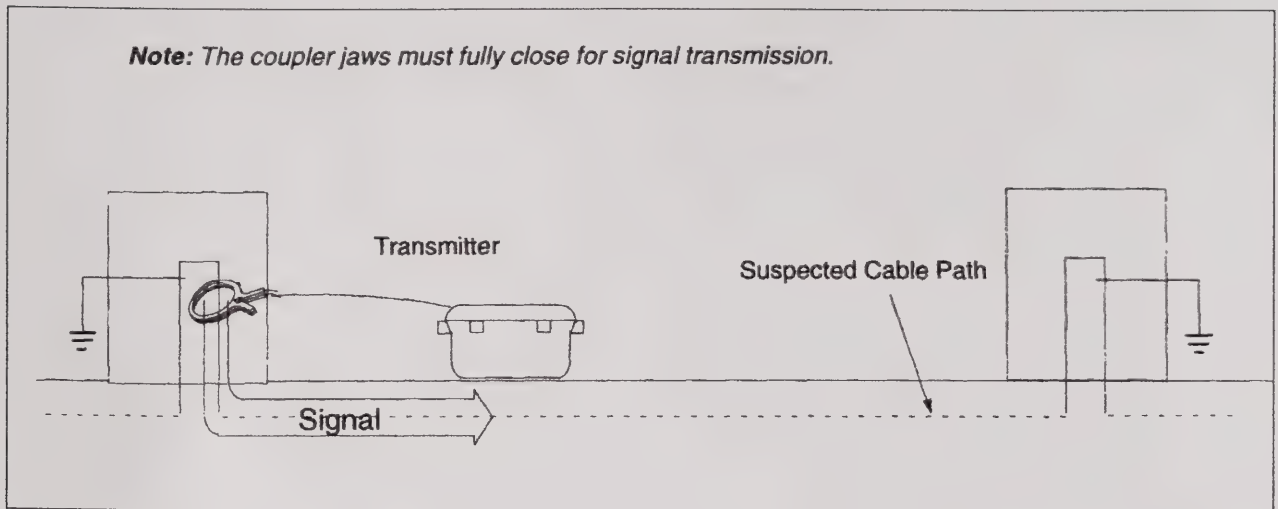 Note: The coupler jaws must fully close for signal transmission.
Transmitter
Suspected Cable Path
Signal